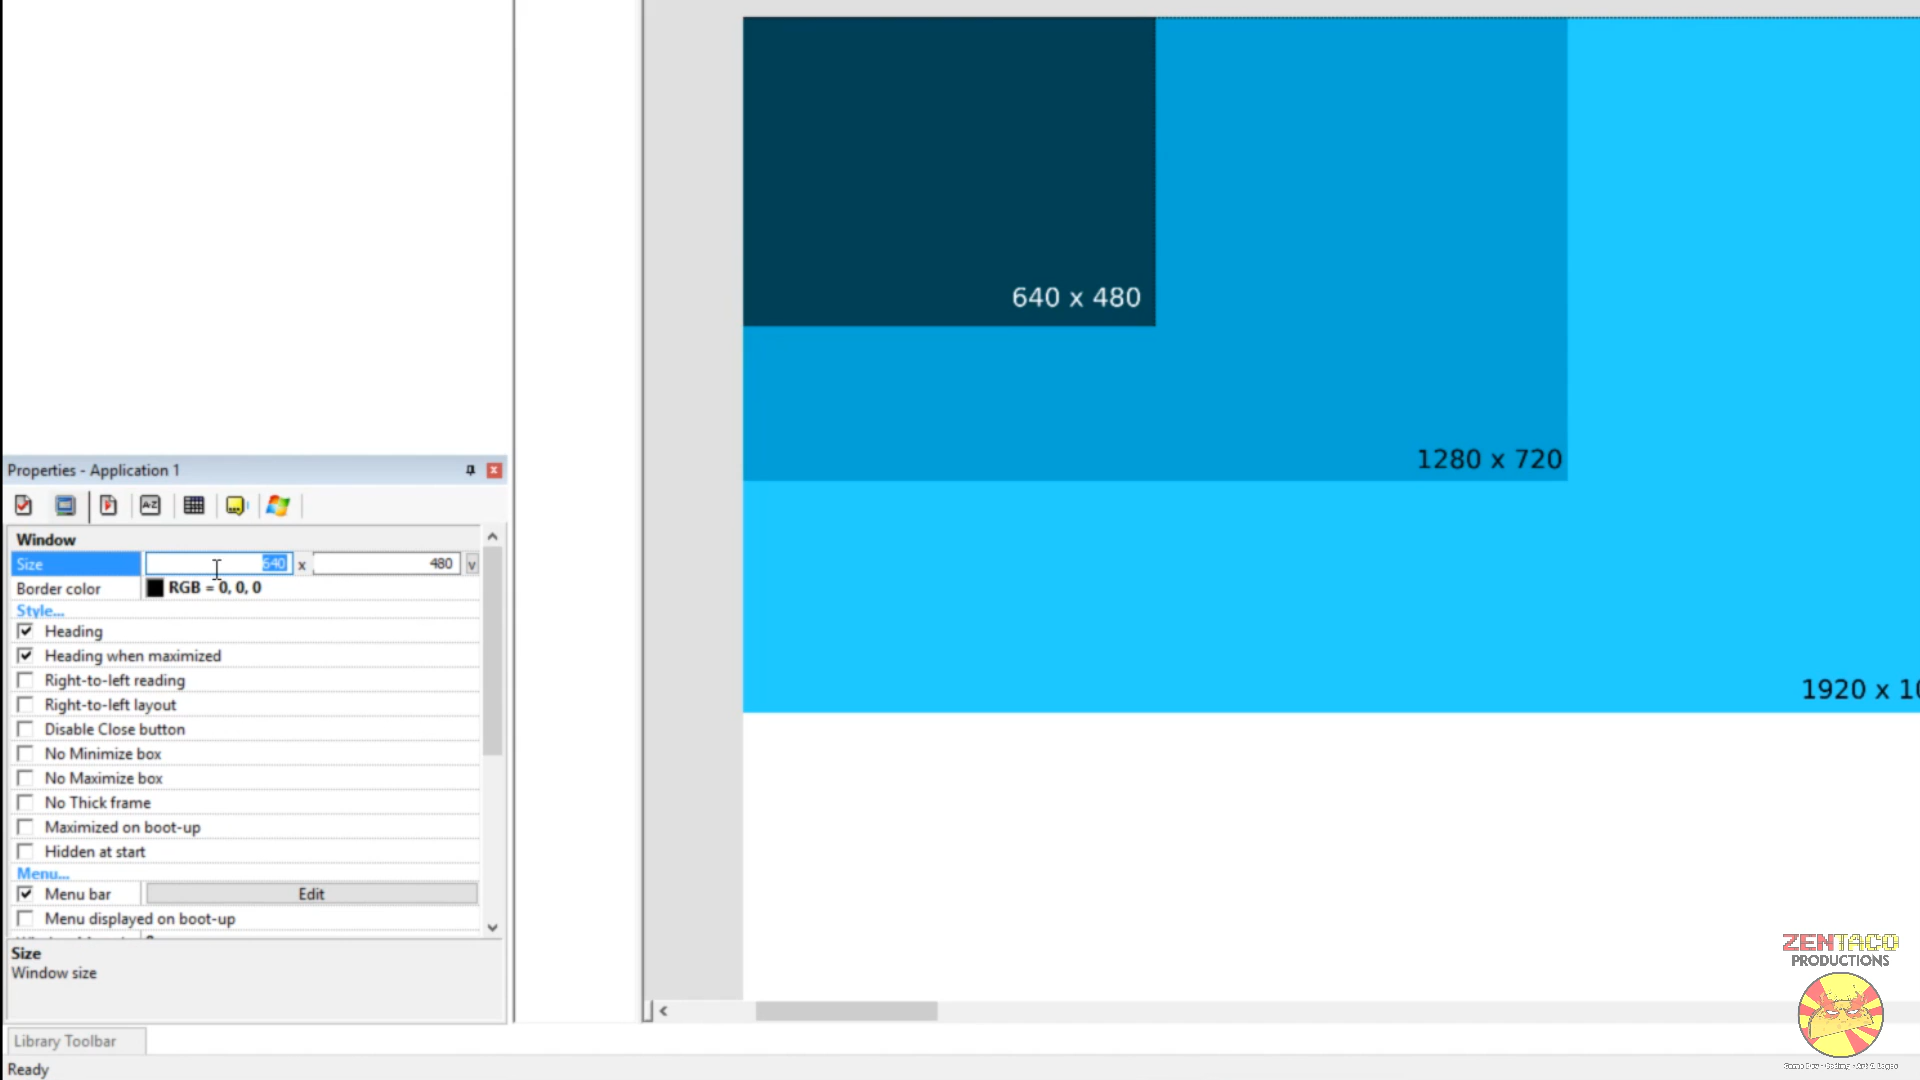 640 x 480
1280 x 720
1920 x 10
Properties - Application 1
Window
Size 640 x 480 v
Border color RGB = 0, 0, 0
Style...
Heading
Heading when maximized
Right-to-left reading
Right-to-left layout
Disable Close button
No Minimize box
No Maximize box
No Thick frame
Maximized on boot-up
Hidden at start
Menu...
Menu bar Edit
Menu displayed on boot-up
Size
Window size
Library Toolbar
Ready
ZENTACO
PRODUCTIONS